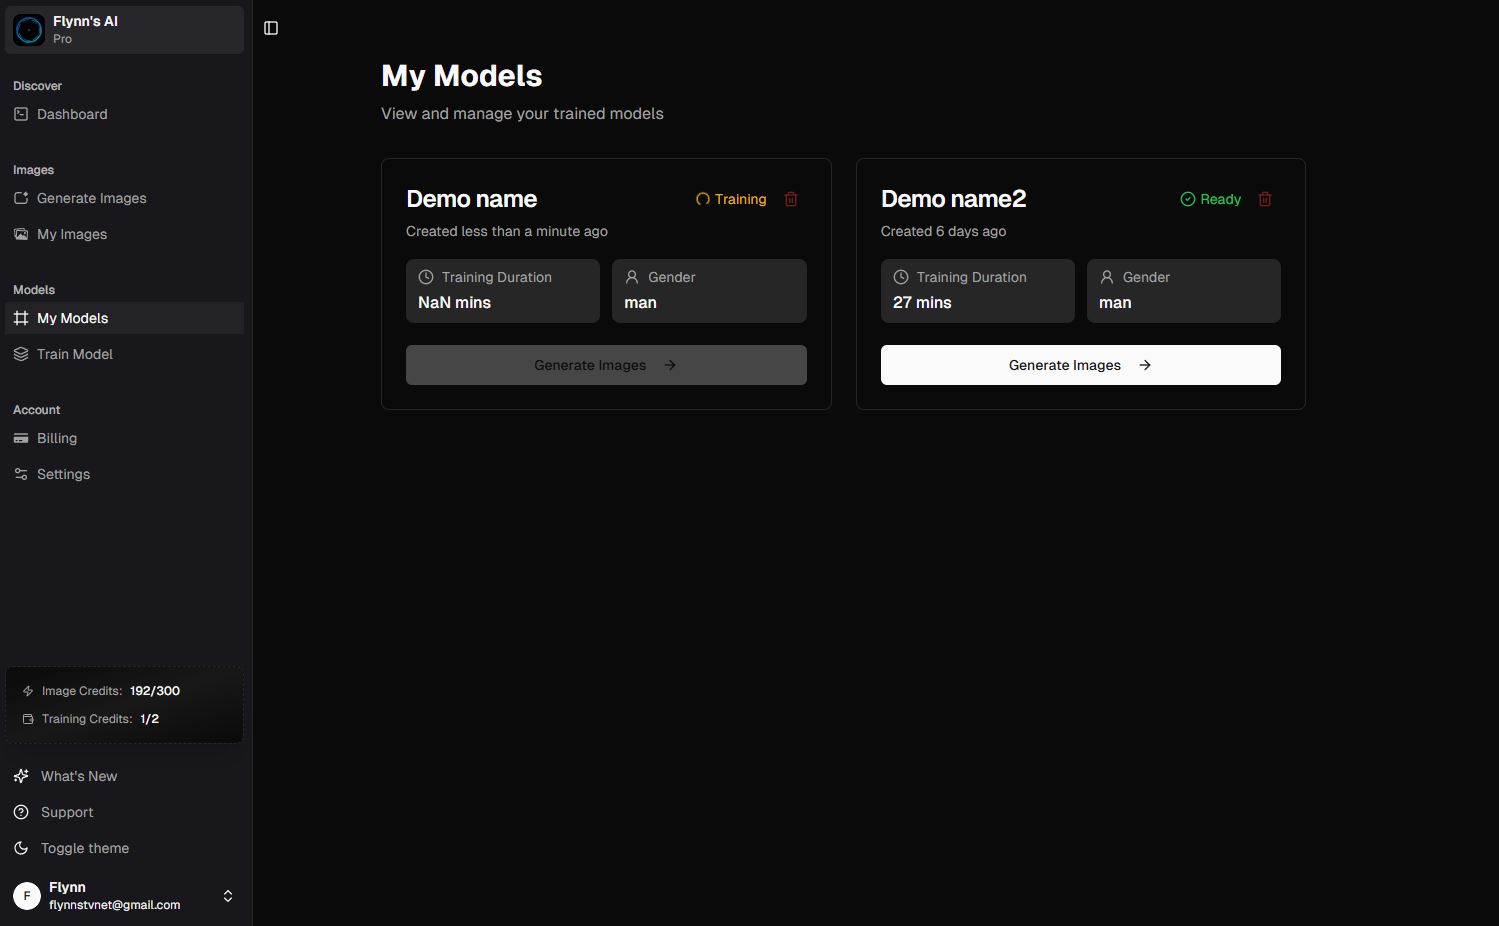 Flynn's AI
Pro
Discover
Dashboard
Images
Generate Images
My Images
Models
My Models
Train Model
Account
Billing
Settings
Image Credits: 192/300
Training Credits: 1/2
What's New
Support
Toggle theme
F
Flynn
flynnstvnet@gmail.com
My Models
View and manage your trained models
Demo name
Training
Created less than a minute ago
Training Duration
NaN mins
Gender
man
Generate Images
Demo name2
Ready
Created 6 days ago
Training Duration
27 mins
Gender
man
Generate Images